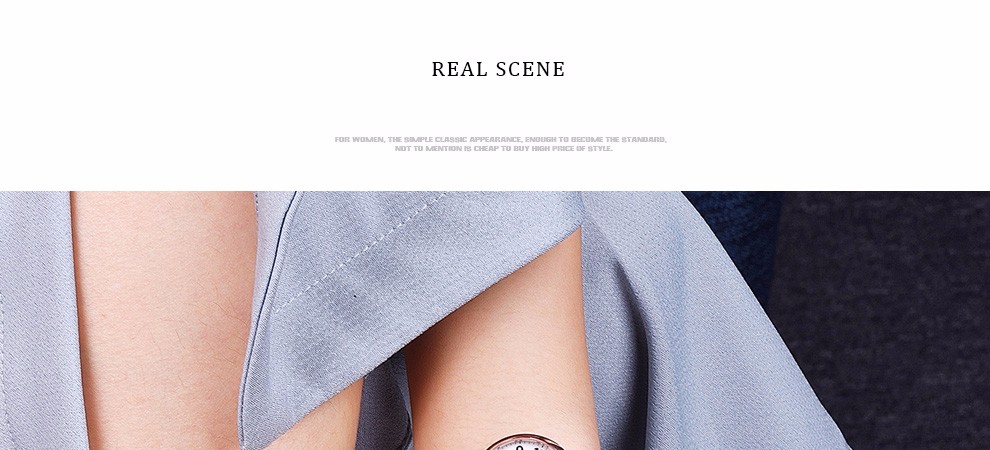 REAL SCENE
FOR WOMEN, THE SIMPLE CLASSIC APPEARANCE, ENOUGH TO BECOME THE STANDARD,
NOT TO MENTION IS CHEAP TO BUY HIGH PRICE OF STYLE.